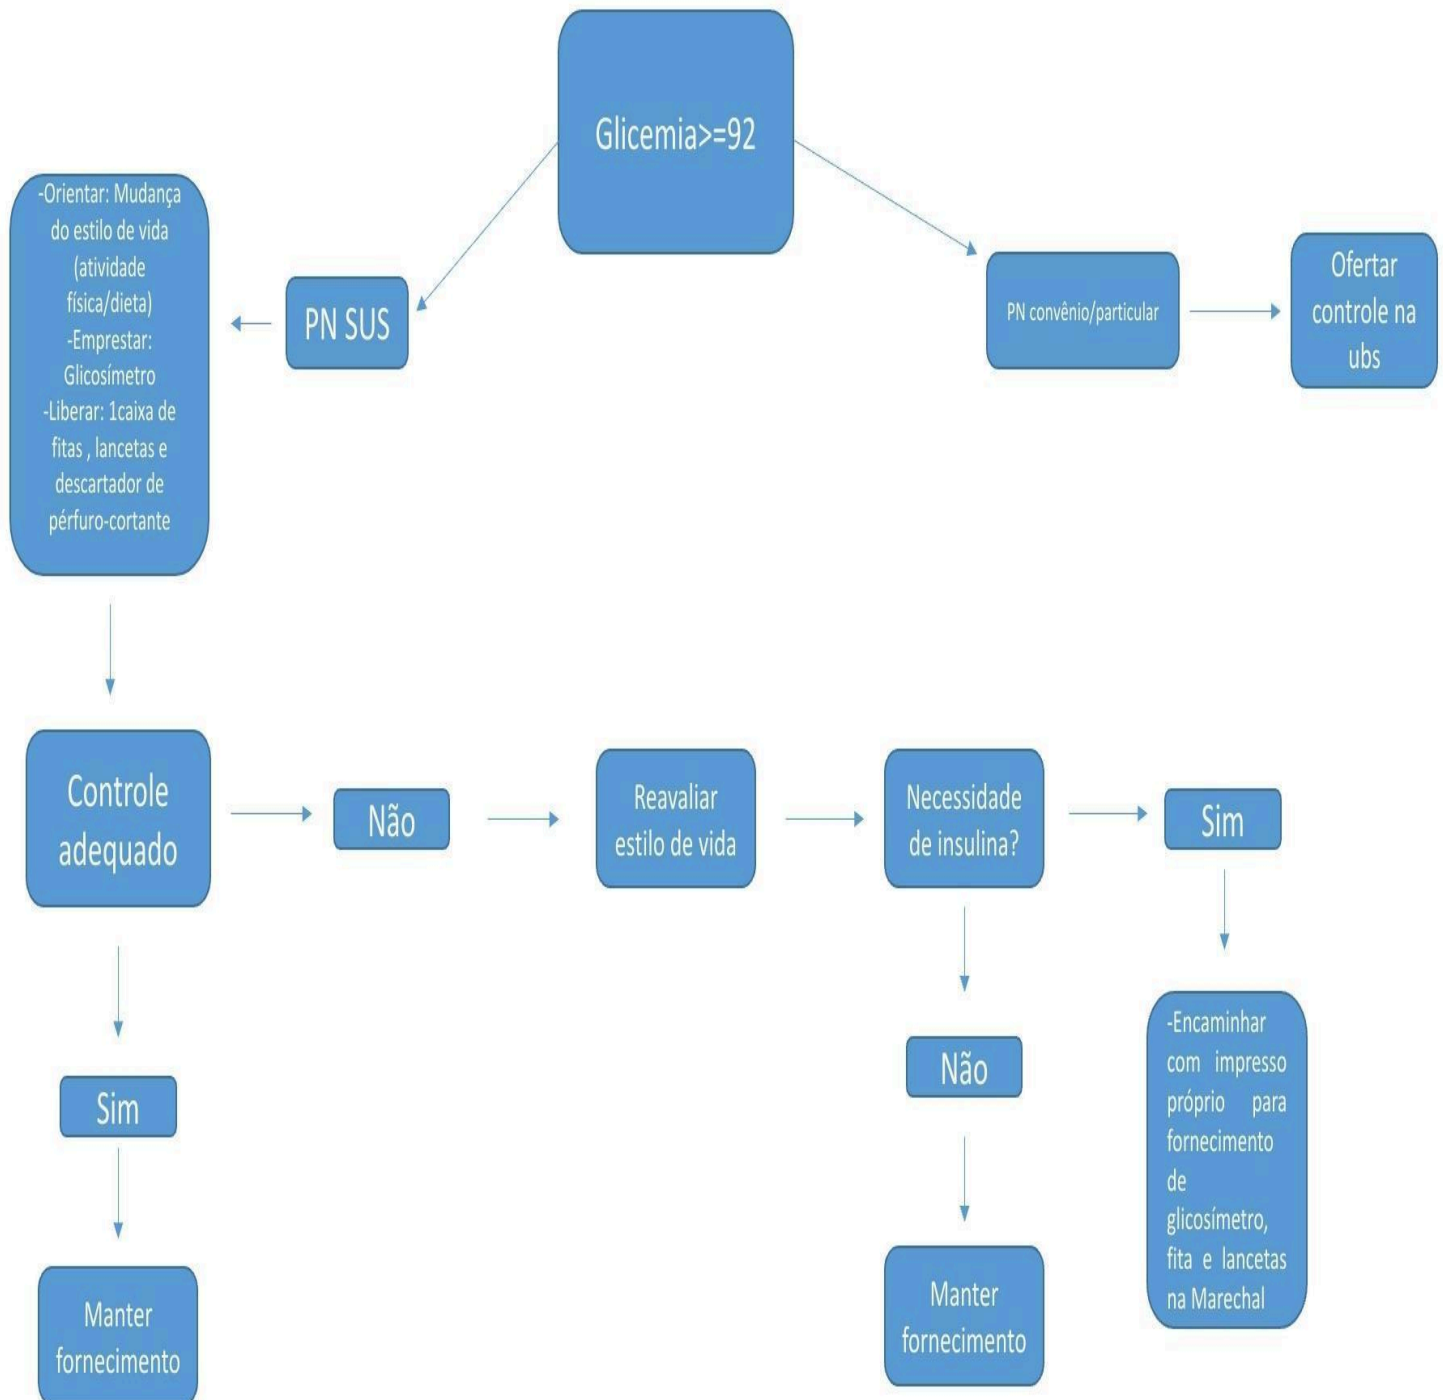 Glicemia>=92
-Orientar: Mudança
do estilo de vida
(atividade
física/dieta)
-Emprestar:
Glicosímetro
-Liberar: 1caixa de
fitas , lancetas e
descartador de
pérfuro-cortante
PN SUS
PN convênio/particular
Ofertar
controle na
ubs
Controle
adequado
Não
Reavaliar
estilo de vida
Necessidade
de insulina?
Sim
Sim
Não
-Encaminhar
com impresso
próprio para
fornecimento
de
glicosímetro,
fita e lancetas
na Marechal
Manter
fornecimento
Manter
fornecimento